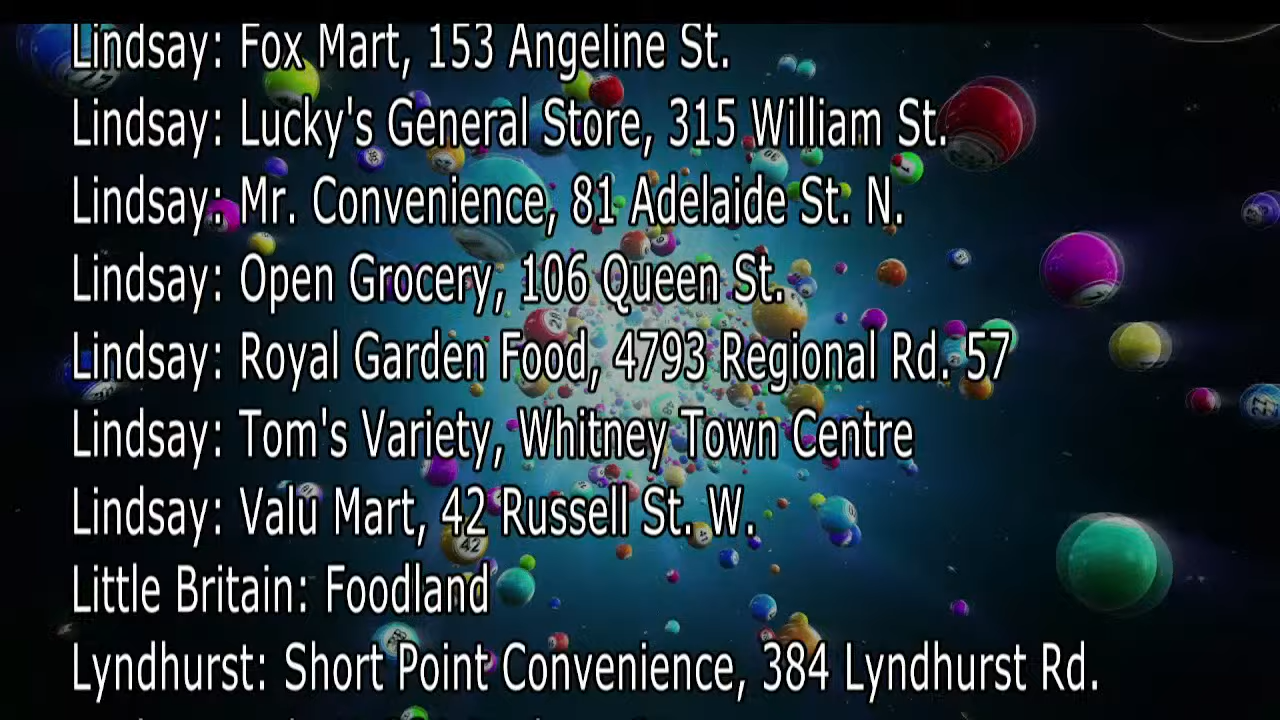 Lindsay: Fox Mart, 153 Angeline St.
Lindsay: Lucky's General Store, 315 William St.
Lindsay: Mr. Convenience, 81 Adelaide St. N.
Lindsay: Open Grocery, 106 Queen St.
Lindsay: Royal Garden Food, 4793 Regional Rd. 57
Lindsay: Tom's Variety, Whitney Town Centre
Lindsay: Valu Mart, 42 Russell St. W.
Little Britain: Foodland
Lyndhurst: Short Point Convenience, 384 Lyndhurst Rd.